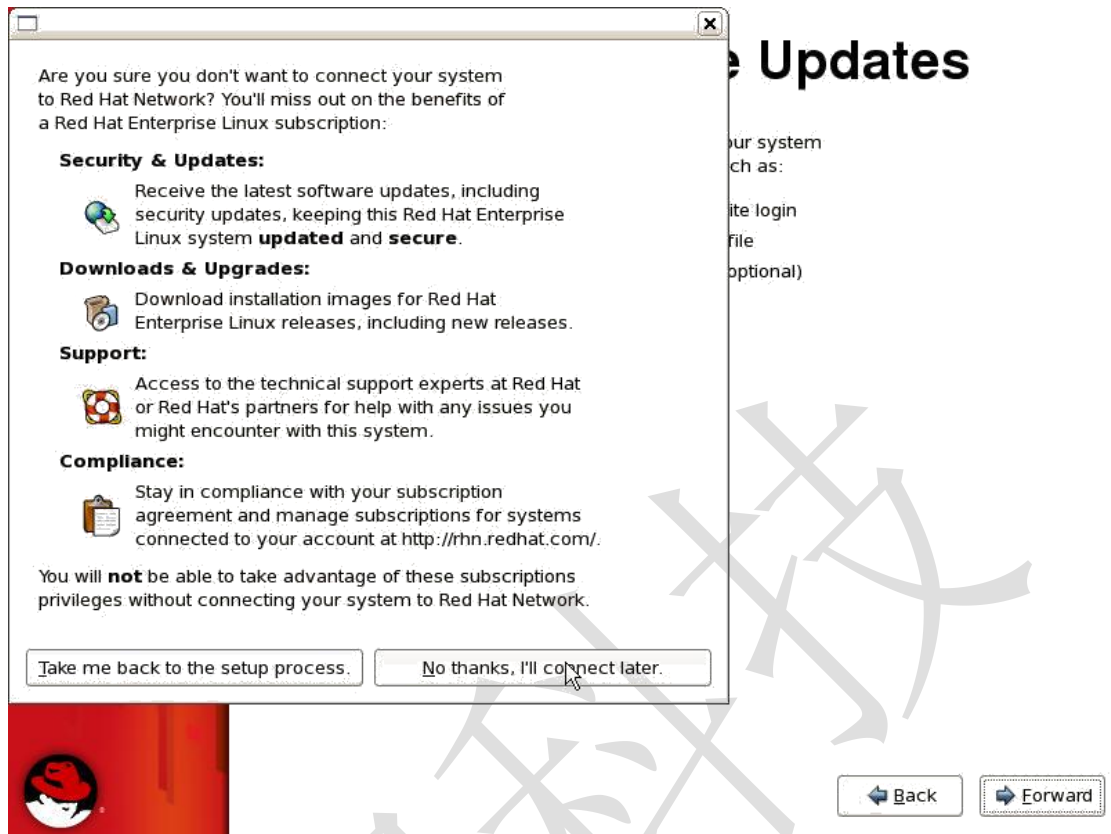 Are you sure you don't want to connect your system
to Red Hat Network? You'll miss out on the benefits of
a Red Hat Enterprise Linux subscription:
Security & Updates:
Receive the latest software updates, including
security updates, keeping this Red Hat Enterprise
Linux system updated and secure.
Downloads & Upgrades:
Download installation images for Red Hat
Enterprise Linux releases, including new releases.
Support:
Access to the technical support experts at Red Hat
or Red Hat's partners for help with any issues you
might encounter with this system.
Compliance:
Stay in compliance with your subscription
agreement and manage subscriptions for systems
connected to your account at http://rhn.redhat.com/.
You will not be able to take advantage of these subscriptions
privileges without connecting your system to Red Hat Network.
Take me back to the setup process.
No thanks, I'll connect later.
e Updates
ur system
ch as:
ite login
file
optional)
Back
Forward
科技